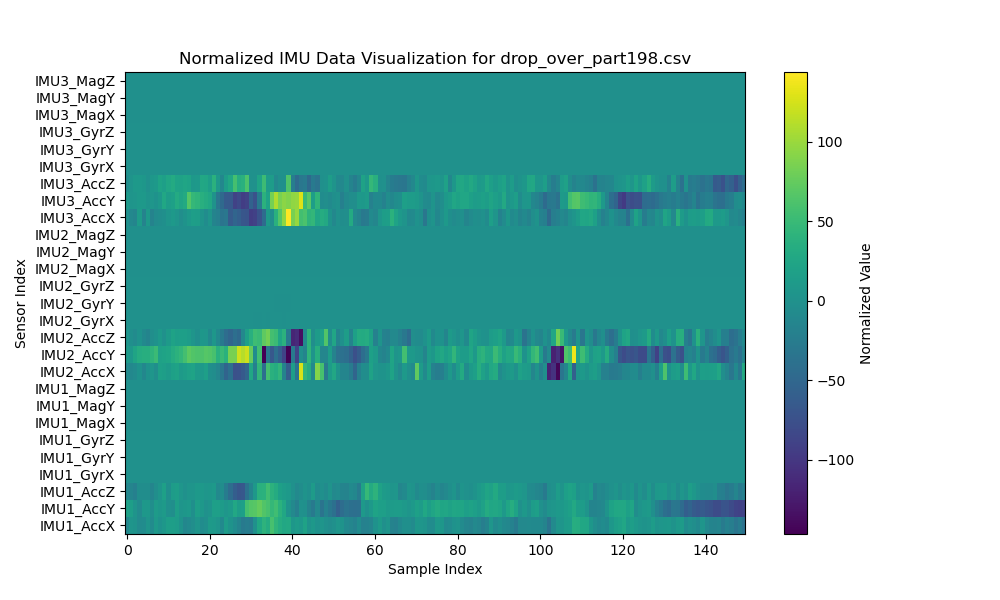 Normalized IMU Data Visualization for drop_over_part198.csv
IMU3_MagZ
IMU3_MagY
IMU3_MagX
IMU3_GyrZ
IMU3_GyrY
IMU3_GyrX
IMU3_AccZ
IMU3_AccY
IMU3_AccX
IMU2_MagZ
IMU2_MagY
IMU2_MagX
IMU2_GyrZ
IMU2_GyrY
IMU2_GyrX
IMU2_AccZ
IMU2_AccY
IMU2_AccX
IMU1_MagZ
IMU1_MagY
IMU1_MagX
IMU1_GyrZ
IMU1_GyrY
IMU1_GyrX
IMU1_AccZ
IMU1_AccY
IMU1_AccX
Sensor Index
0 20 40 60 80 100 120 140
Sample Index
100
50
0
−50
−100
Normalized Value